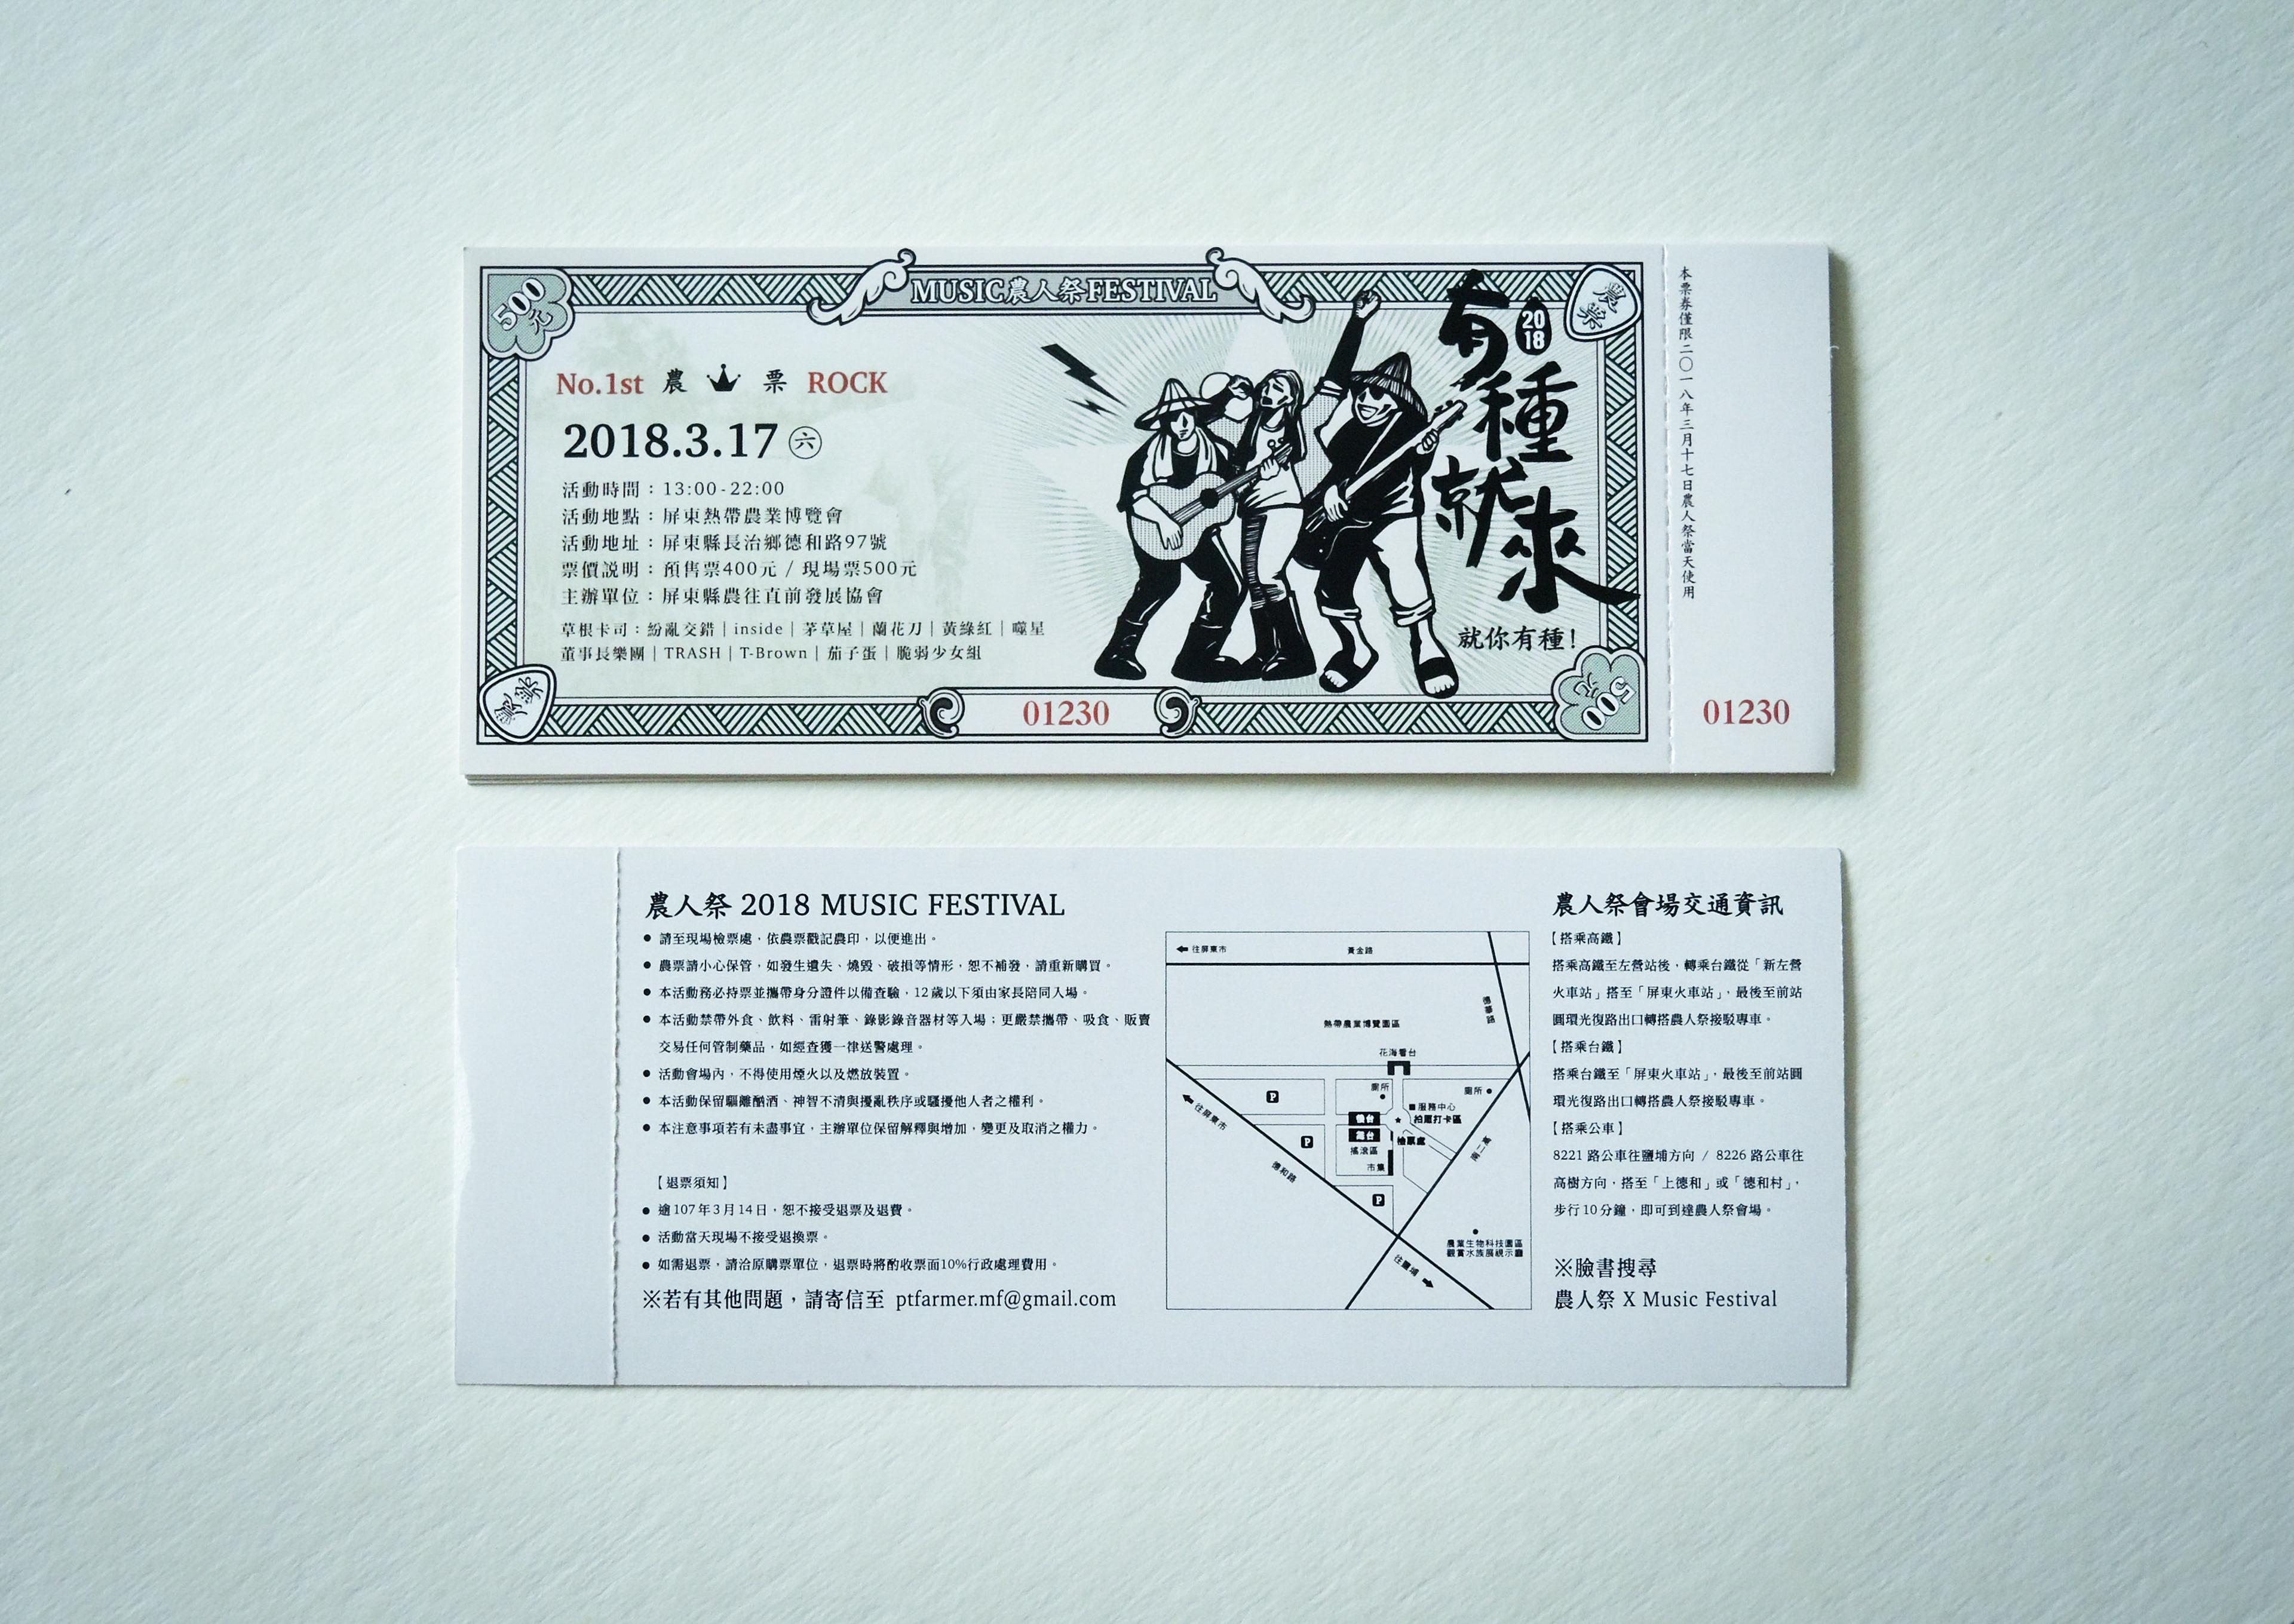 500元
MUSIC農人祭FESTIVAL
農祭
No.1st 農 票 ROCK
2018.3.17 六
活動時間：13:00-22:00
活動地點：屏東熱帶農業博覽會
活動地址：屏東縣長治鄉德和路97號
票價説明：預售票400元 / 現場票500元
主辦單位：屏東縣農往直前發展協會
草根卡司：紛亂交錯 | inside | 茅草屋 | 蘭花刀 | 黃綠紅 | 噬星
董事長樂團 | TRASH | T-Brown | 茄子蛋 | 脆弱少女組
有種就來
2018
就你有種!
農祭
01230
500元
本票券僅限二〇一八年三月十七日農人祭當天使用
01230
農人祭 2018 MUSIC FESTIVAL
● 請至現場檢票處，依農票戳記農印，以便進出。
● 農票請小心保管，如發生遺失、燒毀、破損等情形，恕不補發，請重新購買。
● 本活動務必持票並攜帶身分證件以備查驗，12歲以下須由家長陪同入場。
● 本活動禁帶外食、飲料、雷射筆、錄影錄音器材等入場；更嚴禁攜帶、吸食、販賣
交易任何管制藥品，如經查獲一律送警處理。
● 活動會場內，不得使用煙火以及燃放裝置。
● 本活動保留驅離酗酒、神智不清與擾亂秩序或騷擾他人者之權利。
● 本注意事項若有未盡事宜，主辦單位保留解釋與增加，變更及取消之權力。
【退票須知】
● 逾107年3月14日，恕不接受退票及退費。
● 活動當天現場不接受退換票。
● 如需退票，請洽原購票單位，退票時將酌收票面10%行政處理費用。
※若有其他問題，請寄信至 ptfarmer.mf@gmail.com
往屏東市
黃金路
德華路
熱帶農業博覽園區
花海看台
廁所
廁所
P
服務中心
拍照打卡區
舞台
檢票處
P
搖滾區
市集
往屏東市
德和路
P
農業生物科技園區
觀賞水族展視示廳
往鹽埔
農人祭會場交通資訊
【搭乘高鐵】
搭乘高鐵至左營站後，轉乘台鐵從「新左營
火車站」搭至「屏東火車站」，最後至前站
圓環光復路出口轉搭農人祭接駁專車。
【搭乘台鐵】
搭乘台鐵至「屏東火車站」，最後至前站圓
環光復路出口轉搭農人祭接駁專車。
【搭乘公車】
8221 路公車往鹽埔方向 / 8226 路公車往
高樹方向，搭至「上德和」或「德和村」，
步行10分鐘，即可到達農人祭會場。
※臉書搜尋
農人祭 X Music Festival